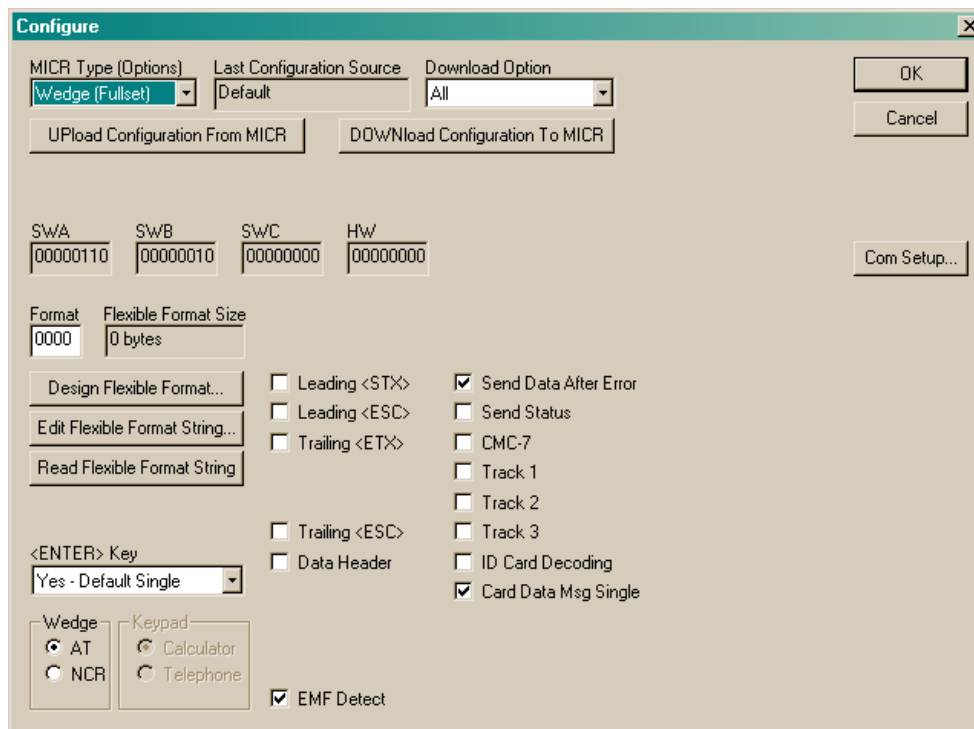 Configure
MICR Type (Options) Last Configuration Source Download Option
Wedge (Fullset) Default All
OK
UPload Configuration From MICR DOWNload Configuration To MICR
Cancel
SWA SWB SWC HW
00000110 00000010 00000000 00000000
Com Setup...
Format Flexible Format Size
0000 0 bytes
Design Flexible Format... Leading <STX> Send Data After Error
Edit Flexible Format String... Leading <ESC> Send Status
Trailing <ETX> CMC-7
Read Flexible Format String Track 1
Track 2
Trailing <ESC> Track 3
<ENTER> Key Data Header ID Card Decoding
Yes - Default Single Card Data Msg Single
Wedge Keypad
AT Calculator
NCR Telephone
EMF Detect